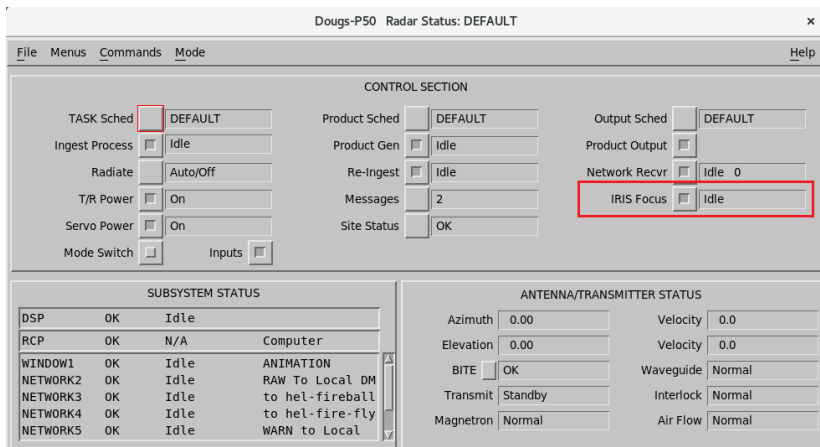 Dougs-P50 Radar Status: DEFAULT x
File Menus Commands Mode Help
CONTROL SECTION
TASK Sched DEFAULT Product Sched DEFAULT Output Sched DEFAULT
Ingest Process Idle Product Gen Idle Product Output
Radiate Auto/Off Re-Ingest Idle Network Recvr Idle 0
T/R Power On Messages 2 IRIS Focus Idle
Servo Power On Site Status OK
Mode Switch Inputs
SUBSYSTEM STATUS
DSP OK Idle
RCP OK N/A Computer
WINDOW1 OK Idle ANIMATION
NETWORK2 OK Idle RAW To Local DM
NETWORK3 OK Idle to hel-fireball
NETWORK4 OK Idle to hel-fire-fly
NETWORK5 OK Idle WARN to Local
ANTENNA/TRANSMITTER STATUS
Azimuth 0.00 Velocity 0.0
Elevation 0.00 Velocity 0.0
BITE OK Waveguide Normal
Transmit Standby Interlock Normal
Magnetron Normal Air Flow Normal